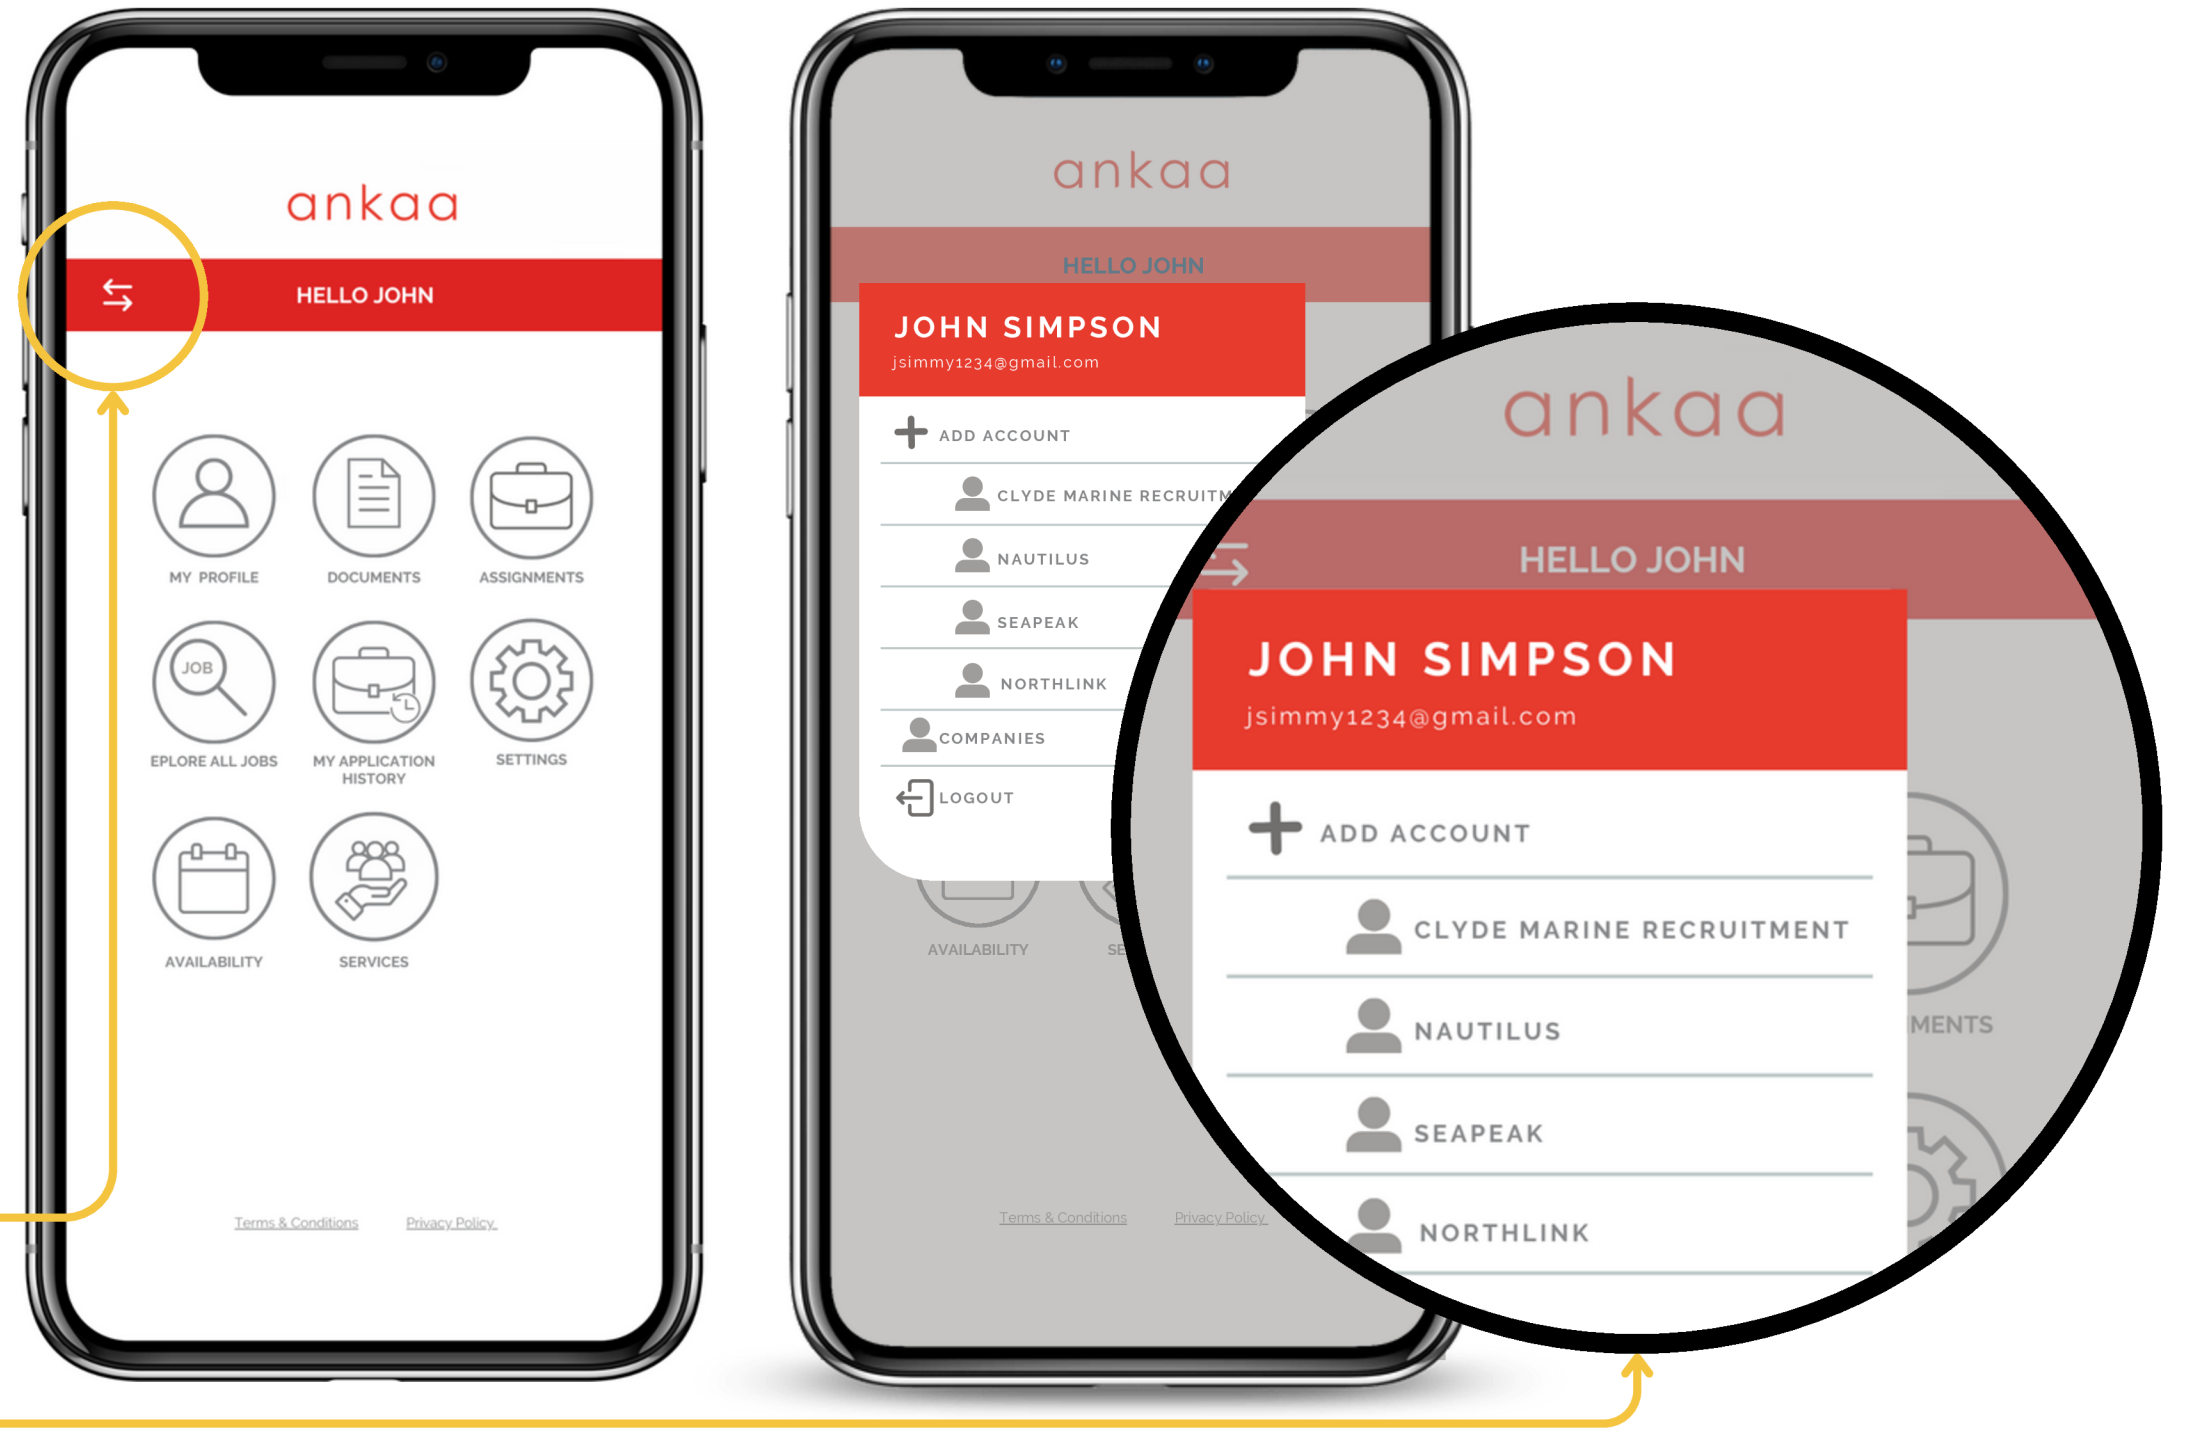 ankaa
HELLO JOHN
MY PROFILE
DOCUMENTS
ASSIGNMENTS
JOB
EPLORE ALL JOBS
MY APPLICATION
HISTORY
SETTINGS
AVAILABILITY
SERVICES
Terms & Conditions
Privacy Policy
ankaa
HELLO JOHN
JOHN SIMPSON
jsimmy1234@gmail.com
ADD ACCOUNT
CLYDE MARINE RECRUITM
NAUTILUS
SEAPEAK
NORTHLINK
COMPANIES
LOGOUT
AVAILABILITY
SE
Terms & Conditions
Privacy Policy
ankaa
HELLO JOHN
JOHN SIMPSON
jsimmy1234@gmail.com
ADD ACCOUNT
CLYDE MARINE RECRUITMENT
NAUTILUS
MENTS
SEAPEAK
NORTHLINK